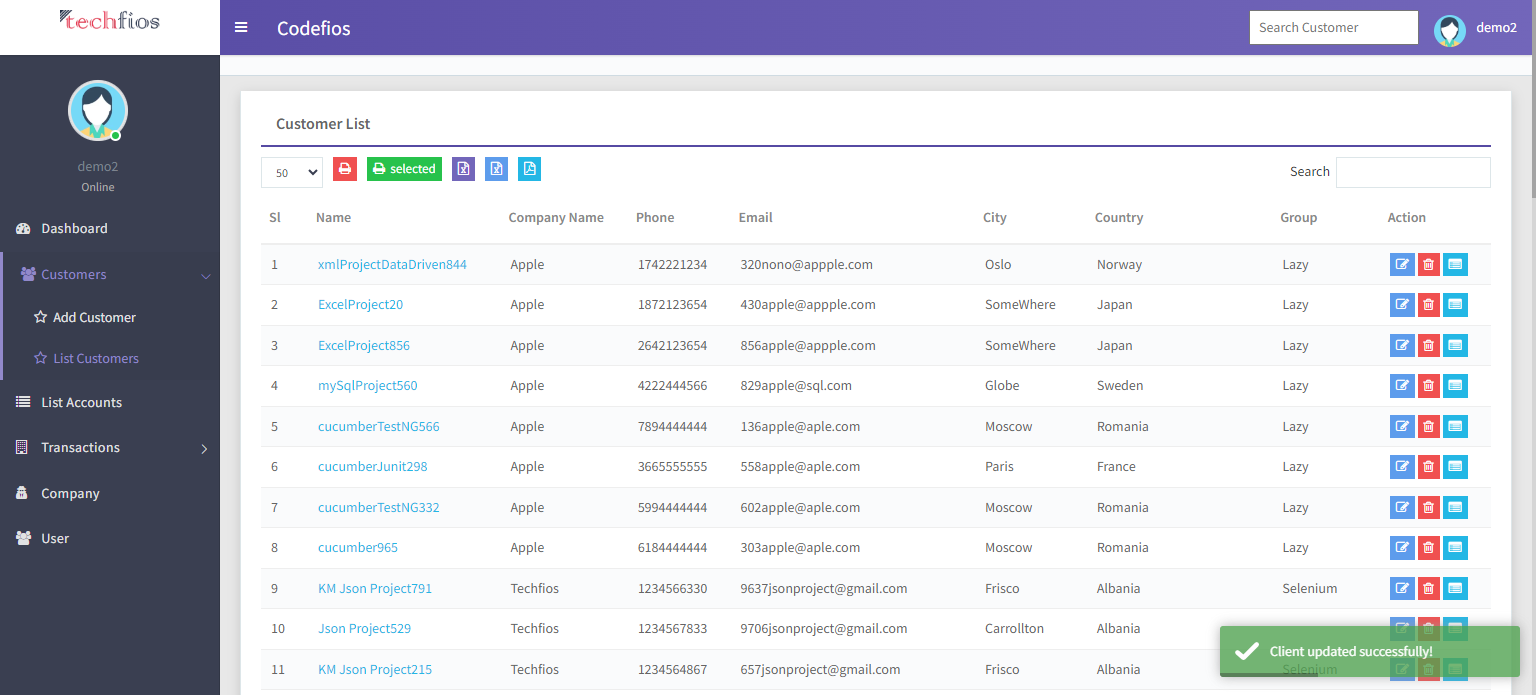 techfios
Codefios
Search Customer
demo2
demo2
Online
Dashboard
Customers
Add Customer
List Customers
List Accounts
Transactions
Company
User
Customer List
50 selected Search
Sl Name Company Name Phone Email City Country Group Action
1 xmlProjectDataDriven844 Apple 1742221234 320nono@appple.com Oslo Norway Lazy
2 ExcelProject20 Apple 1872123654 430apple@appple.com SomeWhere Japan Lazy
3 ExcelProject856 Apple 2642123654 856apple@appple.com SomeWhere Japan Lazy
4 mySqlProject560 Apple 4222444566 829apple@sql.com Globe Sweden Lazy
5 cucumberTestNG566 Apple 7894444444 136apple@aple.com Moscow Romania Lazy
6 cucumberJunit298 Apple 3665555555 558apple@aple.com Paris France Lazy
7 cucumberTestNG332 Apple 5994444444 602apple@aple.com Moscow Romania Lazy
8 cucumber965 Apple 6184444444 303apple@aple.com Moscow Romania Lazy
9 KM Json Project791 Techfios 1234566330 9637jsonproject@gmail.com Frisco Albania Selenium
10 Json Project529 Techfios 1234567833 9706jsonproject@gmail.com Carrollton Albania
11 KM Json Project215 Techfios 1234564867 657jsonproject@gmail.com Frisco Albania Selenium
Client updated successfully!